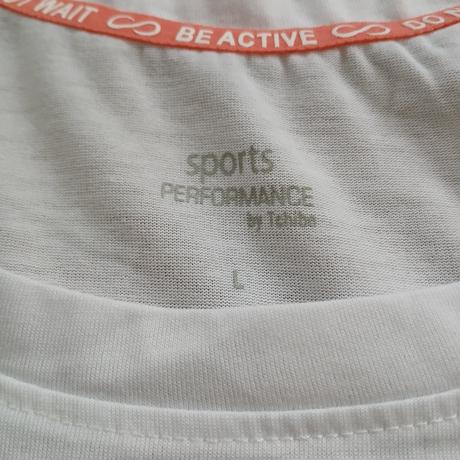 WAIT BE ACTIVE DO
sports
PERFORMANCE
by Tchibo
L